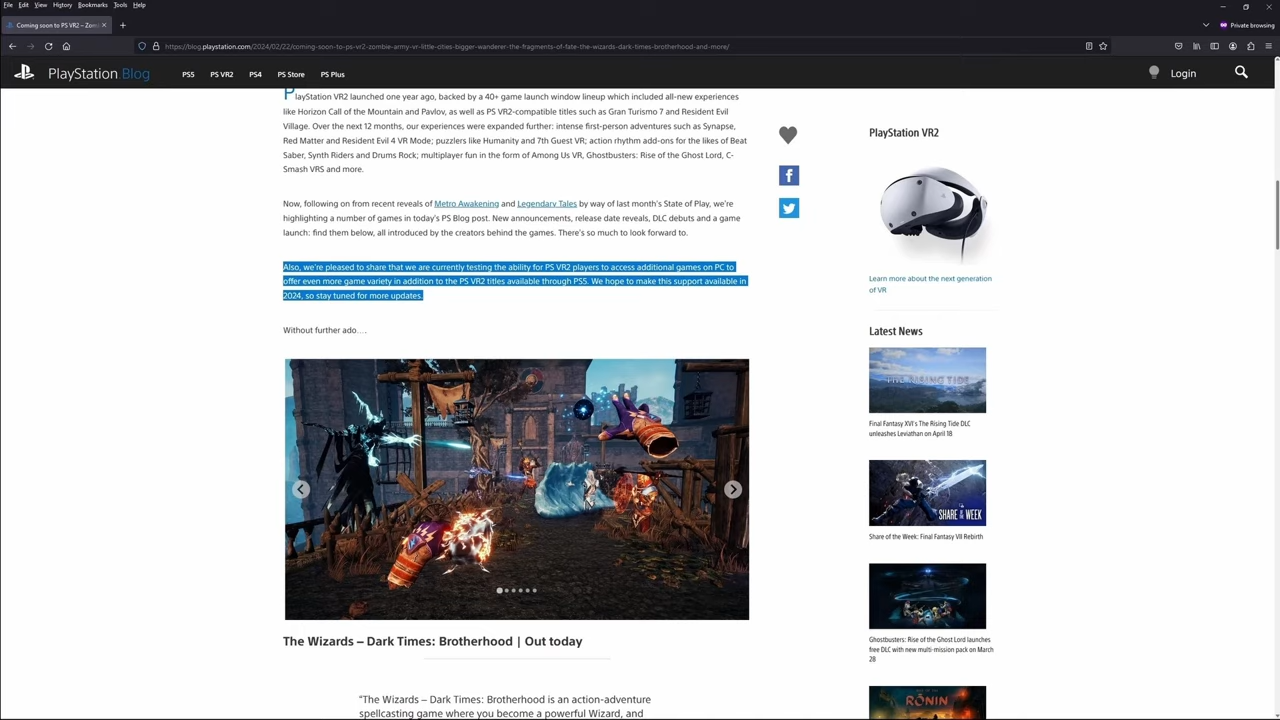 File Edit View History Bookmarks Tools Help
Coming soon to PS VR2 – Zom
Private browsing
https://blog.playstation.com/2024/02/22/coming-soon-to-ps-vr2-zombie-army-vr-little-cities-bigger-wanderer-the-fragments-of-fate-the-wizards-dark-times-brotherhood-and-more/
PlayStation.Blog PS5 PS VR2 PS4 PS Store PS Plus Login
PlayStation VR2 launched one year ago, backed by a 40+ game launch window lineup which included all-new experiences
like Horizon Call of the Mountain and Pavlov, as well as PS VR2-compatible titles such as Gran Turismo 7 and Resident Evil
Village. Over the next 12 months, our experiences were expanded further: intense first-person adventures such as Synapse,
Red Matter and Resident Evil 4 VR Mode; puzzlers like Humanity and 7th Guest VR; action rhythm add-ons for the likes of Beat
Saber, Synth Riders and Drums Rock; multiplayer fun in the form of Among Us VR, Ghostbusters: Rise of the Ghost Lord, C-
Smash VRS and more.
Now, following on from recent reveals of Metro Awakening and Legendary Tales by way of last month's State of Play, we're
highlighting a number of games in today's PS Blog post. New announcements, release date reveals, DLC debuts and a game
launch: find them below, all introduced by the creators behind the games. There's so much to look forward to.
Also, we're pleased to share that we are currently testing the ability for PS VR2 players to access additional games on PC to
offer even more game variety in addition to the PS VR2 titles available through PS5. We hope to make this support available in
2024, so stay tuned for more updates.
Without further ado….
The Wizards – Dark Times: Brotherhood | Out today
"The Wizards – Dark Times: Brotherhood is an action-adventure
spellcasting game where you become a powerful Wizard, and
PlayStation VR2
Learn more about the next generation
of VR
Latest News
THE RISING TIDE
Final Fantasy XVI's The Rising Tide DLC
unleashes Leviathan on April 18
SHARE OF THE WEEK
Share of the Week: Final Fantasy VII Rebirth
Ghostbusters: Rise of the Ghost Lord launches
free DLC with new multi-mission pack on March
28
RŌNIN